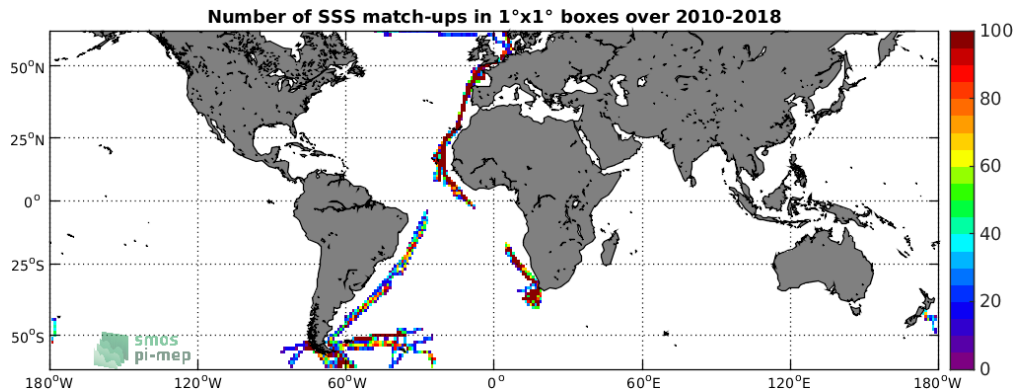 Number of SSS match-ups in 1°x1° boxes over 2010-2018
100
50°N
80
25°N
60
0°
40
25°S
20
50°S
smos
pi-mep
0
180°W 120°W 60°W 0° 60°E 120°E 180°W